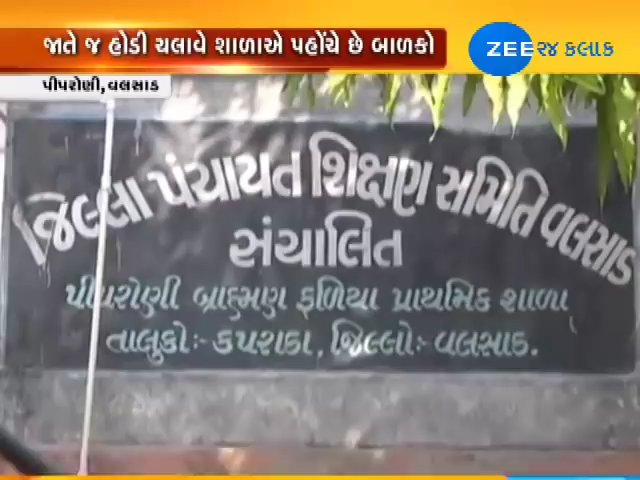 જાતે જ હોડી ચલાવે શાળાએ પહોંચે છે બાળકો
ZEE ૨૪ કલાક
પીપરોણી,વલસાડ
જિલ્લા પંચાયત શિક્ષણ સમિતિ વલસાડ
સંચાલિત
પીપરોણી બ્રાહ્મણ ફળિયા પ્રાથમિક શાળા
તાલુકોઃ- કપરાડા, જિલ્લોઃ- વલસાડ.